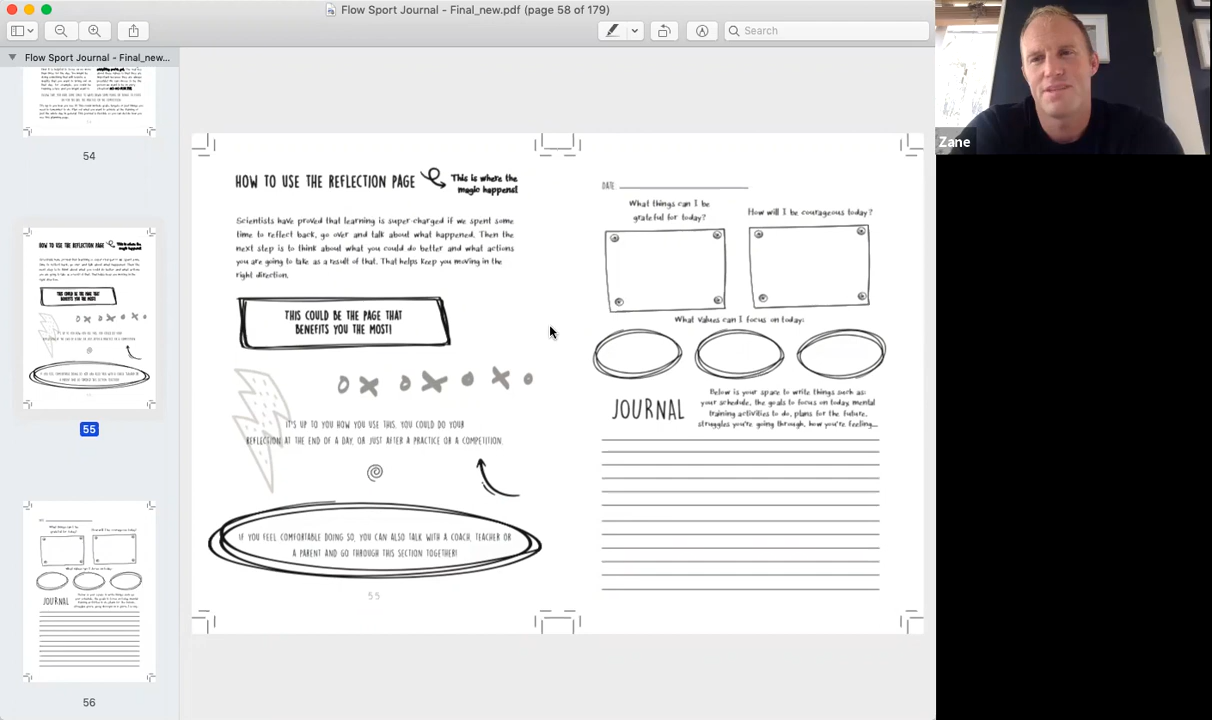 Flow Sport Journal - Final_new.pdf (page 58 of 179)
Search
Flow Sport Journal - Final_new...
54
55
56
HOW TO USE THE REFLECTION PAGE
This is where the
magic happens!
Scientists have proved that learning is super-charged if we spent some
time to reflect back, go over and talk about what happened. Then the
next step is to think about what you could do better and what actions
you are going to take as a result of that. That helps keep you moving in the
right direction.
THIS COULD BE THE PAGE THAT
BENEFITS YOU THE MOST!
IT'S UP TO YOU HOW YOU USE THIS. YOU COULD DO YOUR
REFLECTION AT THE END OF A DAY, OR JUST AFTER A PRACTICE OR A COMPETITION.
IF YOU FEEL COMFORTABLE DOING SO, YOU CAN ALSO TALK WITH A COACH, TEACHER OR
A PARENT AND GO THROUGH THIS SECTION TOGETHER!
55
DATE
What things can I be
grateful for today?
How will I be courageous today?
What values can I focus on today:
JOURNAL
Below is your space to write things such as:
your schedule, the goals to focus on today, mental
training activities to do, plans for the future,
struggles you're going through, how you're feeling...
Zane